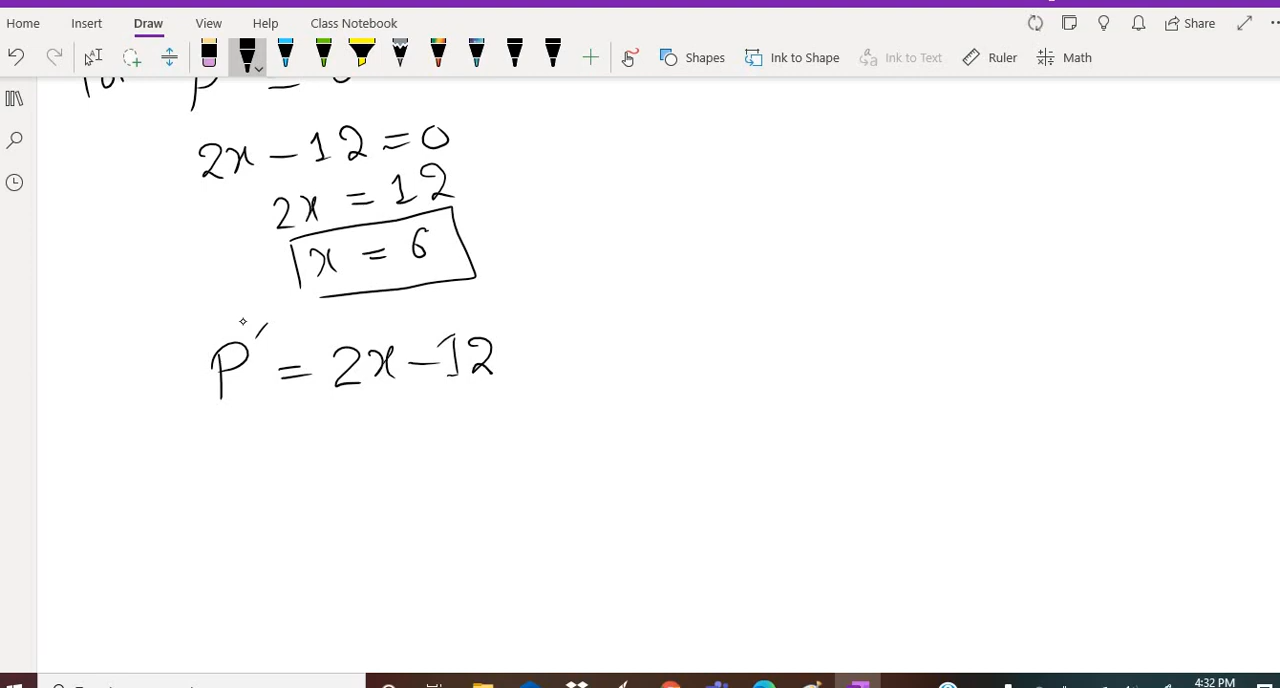 Home Insert Draw View Help Class Notebook Share
Shapes Ink to Shape Ink to Text Ruler Math
2x - 12 = 0
2x = 12
x = 6
P' = 2x - 12
4:32 PM